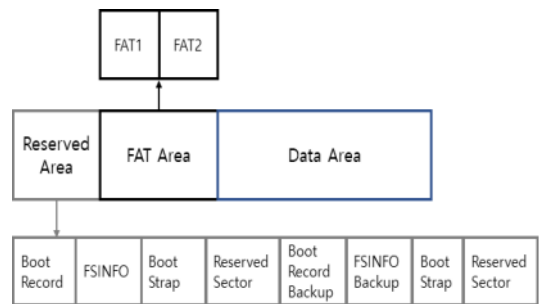 FAT1 FAT2
Reserved
Area
FAT Area
Data Area
Boot
Record
FSINFO
Boot
Strap
Reserved
Sector
Boot
Record
Backup
FSINFO
Backup
Boot
Strap
Reserved
Sector